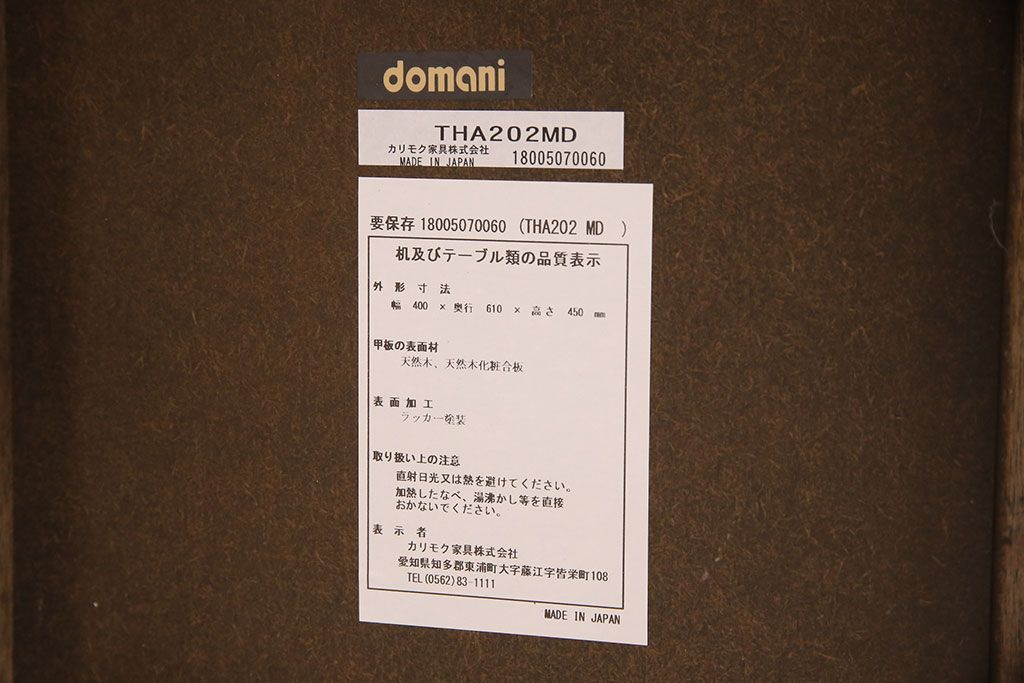 domani
THA202MD
カリモク家具株式会社
MADE IN JAPAN 18005070060
要保存 18005070060 (THA202 MD )
机及びテーブル類の品質表示
外形寸法
幅 400 × 奥行 610 × 高さ 450 mm
甲板の表面材
天然木、天然木化粧合板
表面加工
ラッカー塗装
取り扱い上の注意
直射日光又は熱を避けてください。
加熱したなべ、湯沸かし等を直接
おかないでください。
表示者
カリモク家具株式会社
愛知県知多郡東浦町大字藤江字皆栄町108
TEL(0562)83-1111
MADE IN JAPAN